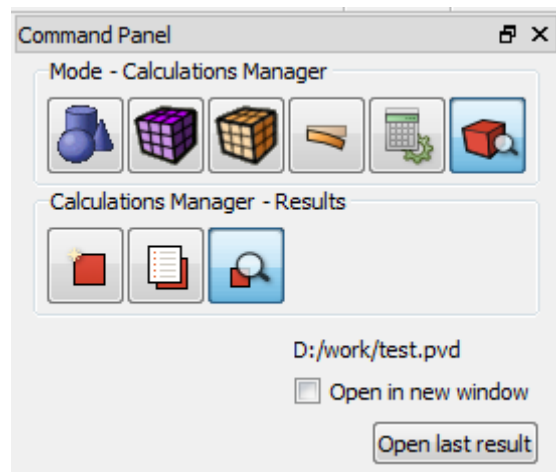 Command Panel
Mode - Calculations Manager
Calculations Manager - Results
D:/work/test.pvd
Open in new window
Open last result